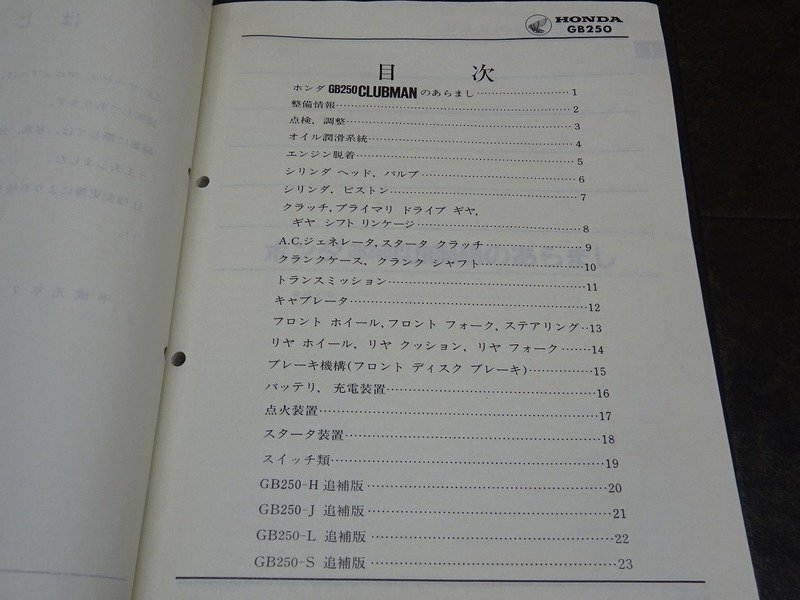 HONDA
GB250
目 次
ホンダ GB250 CLUBMAN のあらまし……………1
整備情報……………2
点検, 調整……………3
オイル潤滑系統……………4
エンジン脱着……………5
シリンダ ヘッド, バルブ……………6
シリンダ, ピストン……………7
クラッチ,プライマリ ドライブ ギヤ,
ギヤ シフト リンケージ……………8
A.C.ジェネレータ,スタータ クラッチ……………9
クランクケース, クランク シャフト……………10
トランスミッション……………11
キャブレータ……………12
フロント ホイール,フロント フォーク, ステアリング‥13
リヤ ホイール, リヤ クッション, リヤ フォーク……14
ブレーキ機構(フロント ディスク ブレーキ)……………15
バッテリ, 充電装置……………16
点火装置……………17
スタータ装置……………18
スイッチ類……………19
GB250-H 追補版……………20
GB250-J 追補版……………21
GB250-L 追補版……………22
GB250-S 追補版……………23